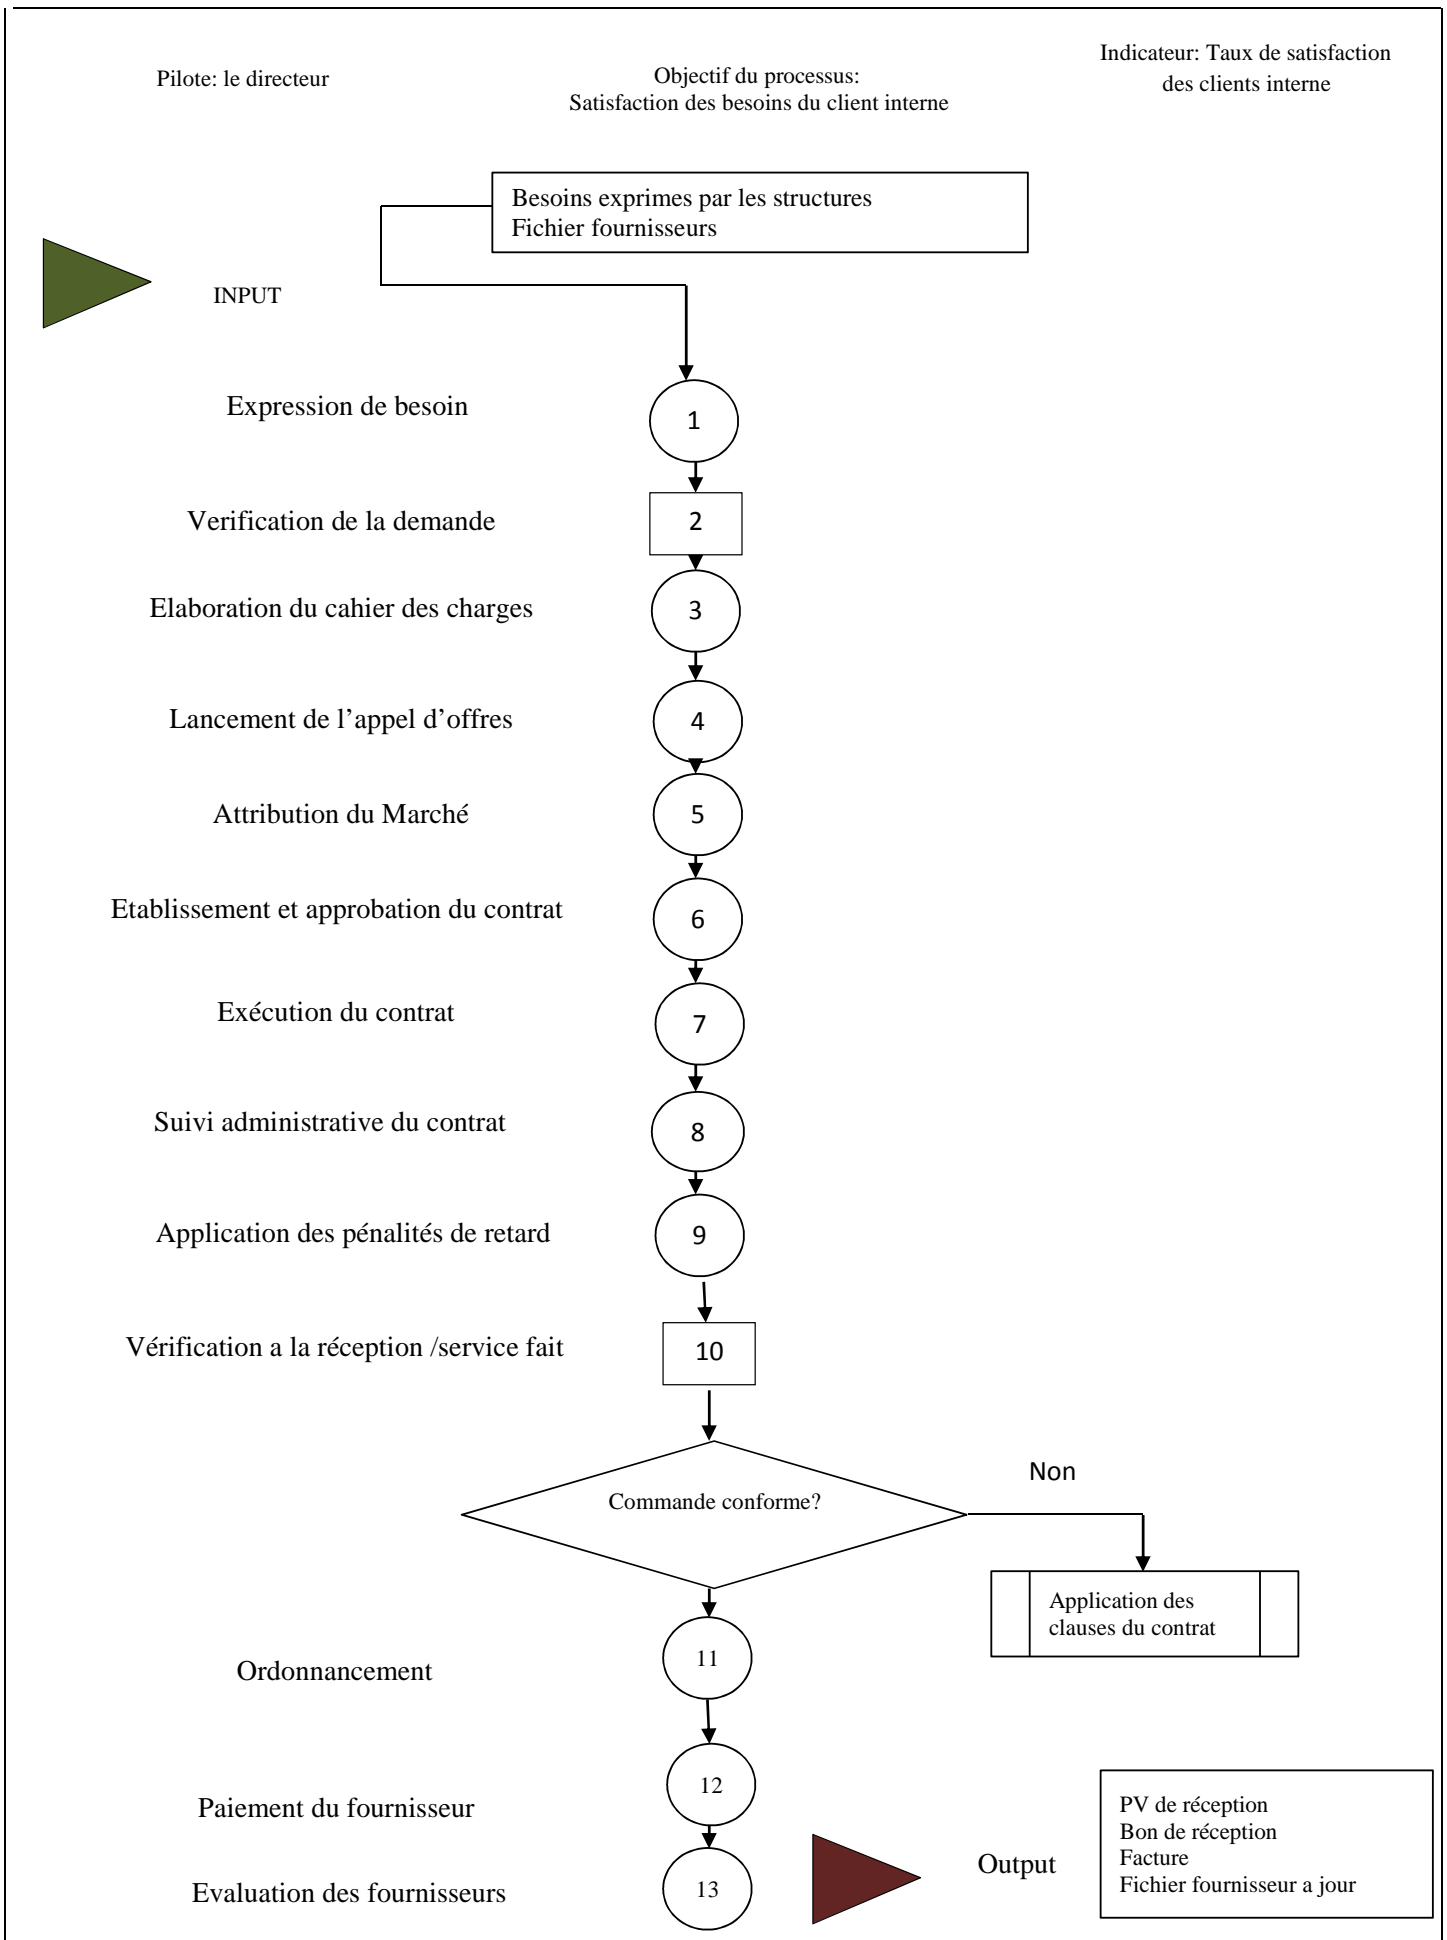 Pilote: le directeur
Objectif du processus:
Satisfaction des besoins du client interne
Indicateur: Taux de satisfaction
des clients interne
Besoins exprimes par les structures
Fichier fournisseurs
INPUT
Expression de besoin
1
Verification de la demande
2
Elaboration du cahier des charges
3
Lancement de l’appel d’offres
4
Attribution du Marché
5
Etablissement et approbation du contrat
6
Exécution du contrat
7
Suivi administrative du contrat
8
Application des pénalités de retard
9
Vérification a la réception /service fait
10
Commande conforme?
Non
Application des
clauses du contrat
Ordonnancement
11
Paiement du fournisseur
12
Evaluation des fournisseurs
13
Output
PV de réception
Bon de réception
Facture
Fichier fournisseur a jour